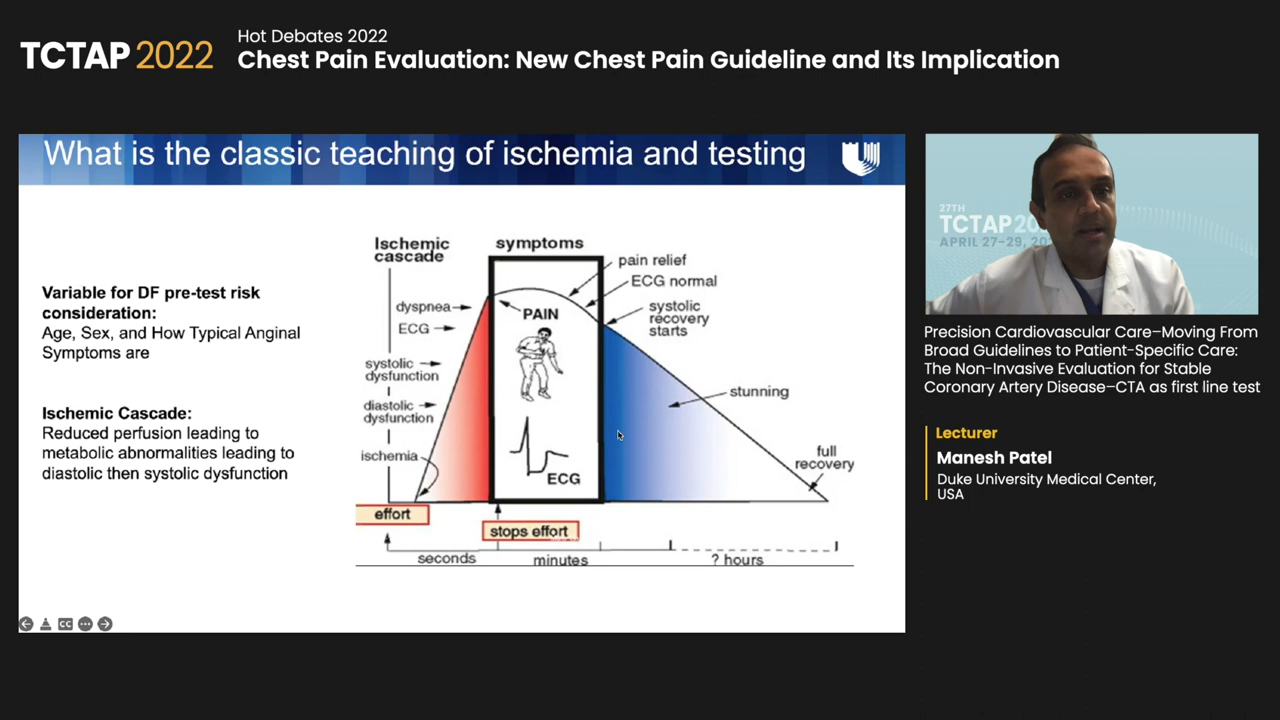 TCTAP 2022
Hot Debates 2022
Chest Pain Evaluation: New Chest Pain Guideline and Its Implication
What is the classic teaching of ischemia and testing
Variable for DF pre-test risk
consideration:
Age, Sex, and How Typical Anginal
Symptoms are
Ischemic Cascade:
Reduced perfusion leading to
metabolic abnormalities leading to
diastolic then systolic dysfunction
Ischemic
cascade
symptoms
dyspnea
ECG
systolic
dysfunction
diastolic
dysfunction
ischemia
PAIN
ECG
pain relief
ECG normal
systolic
recovery
starts
stunning
full
recovery
effort
stops effort
seconds
minutes
? hours
CC
27TH
TCTAP 20
APRIL 27-29, 20
Precision Cardiovascular Care–Moving From
Broad Guidelines to Patient-Specific Care:
The Non-Invasive Evaluation for Stable
Coronary Artery Disease–CTA as first line test
Lecturer
Manesh Patel
Duke University Medical Center,
USA